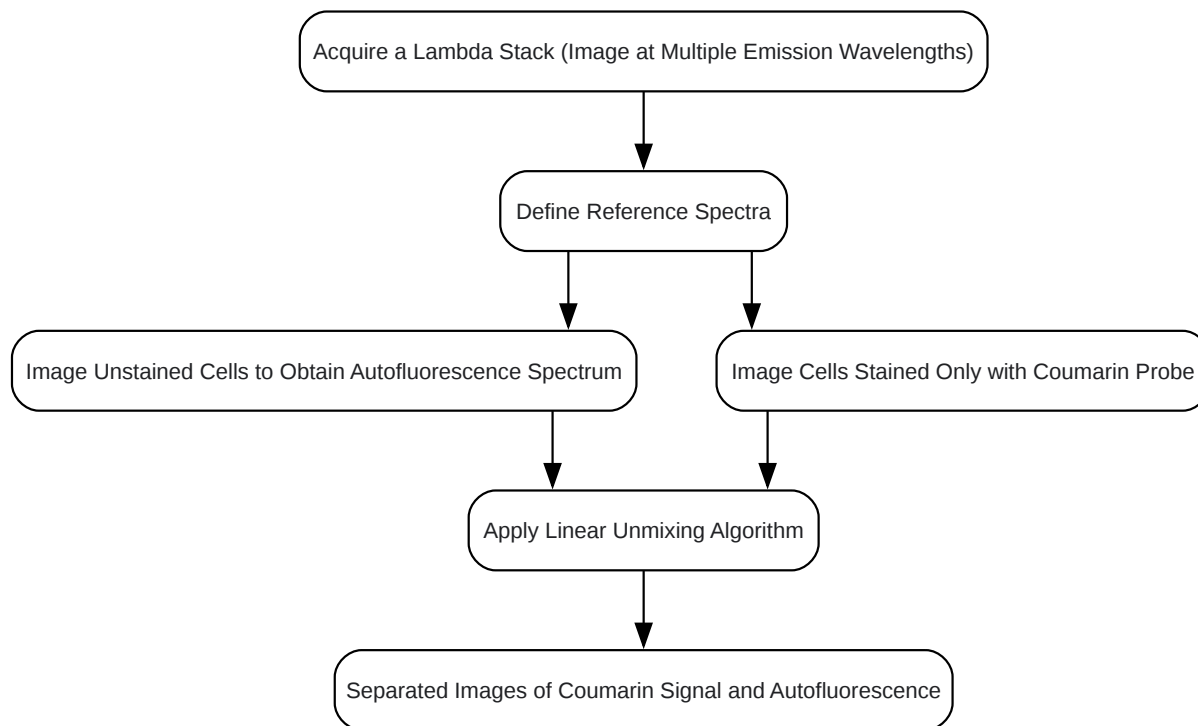 Acquire a Lambda Stack (Image at Multiple Emission Wavelengths)
Define Reference Spectra
Image Unstained Cells to Obtain Autofluorescence Spectrum
Image Cells Stained Only with Coumarin Probe
Apply Linear Unmixing Algorithm
Separated Images of Coumarin Signal and Autofluorescence